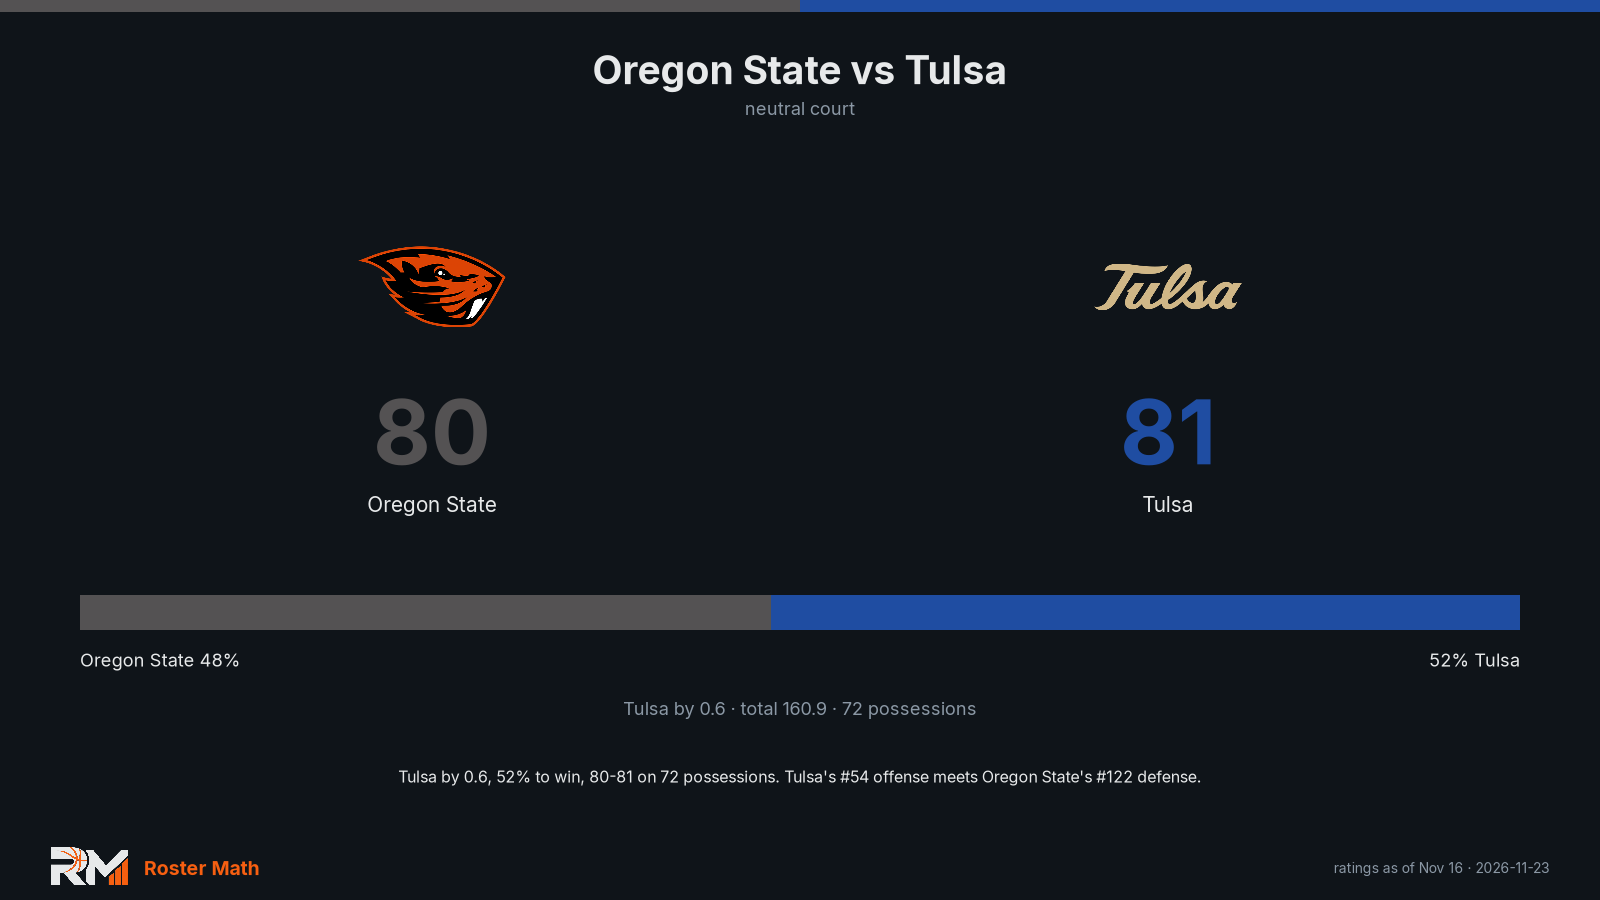 Oregon State vs Tulsa
neutral court
Tulsa
80
81
Oregon State
Tulsa
Oregon State 48%
52% Tulsa
Tulsa by 0.6 · total 160.9 · 72 possessions
Tulsa by 0.6, 52% to win, 80-81 on 72 possessions. Tulsa's #54 offense meets Oregon State's #122 defense.
RM
Roster Math
ratings as of Nov 16 · 2026-11-23